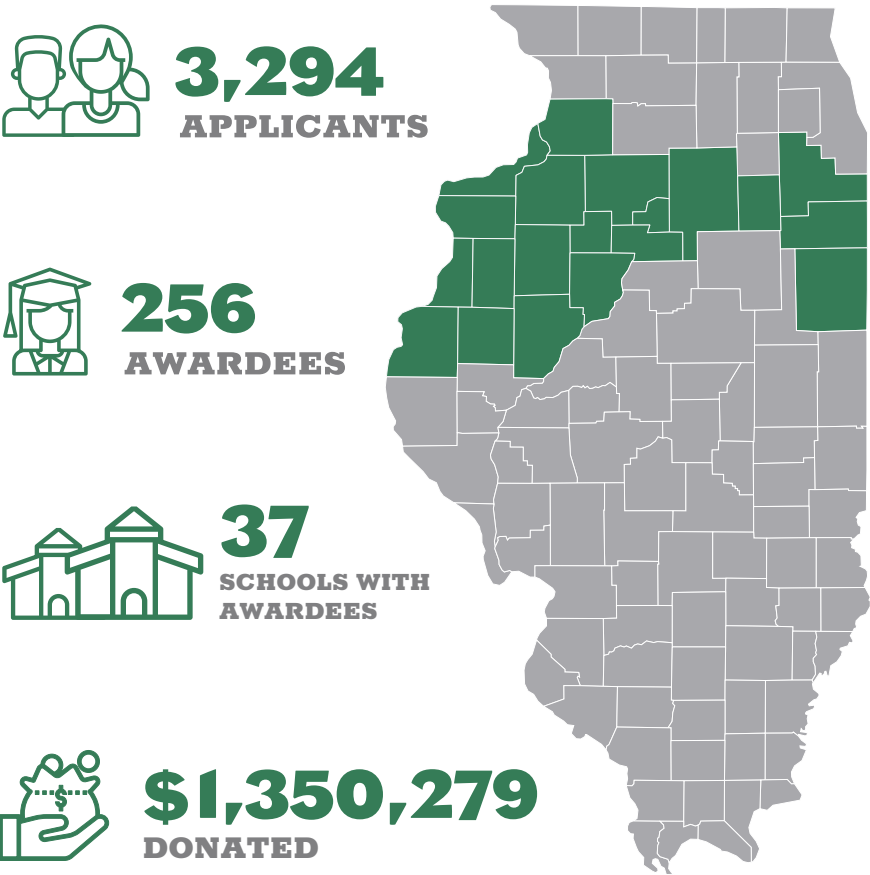 3,294
APPLICANTS
256
AWARDEES
37
SCHOOLS WITH
AWARDEES
$
$1,350,279
DONATED